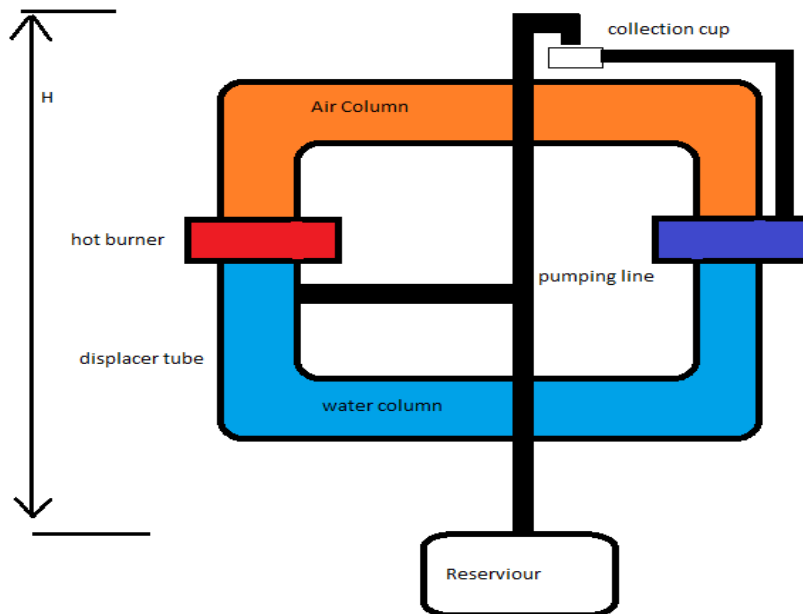 collection cup
H
Air Column
hot burner
pumping line
displacer tube
water column
Reserviour